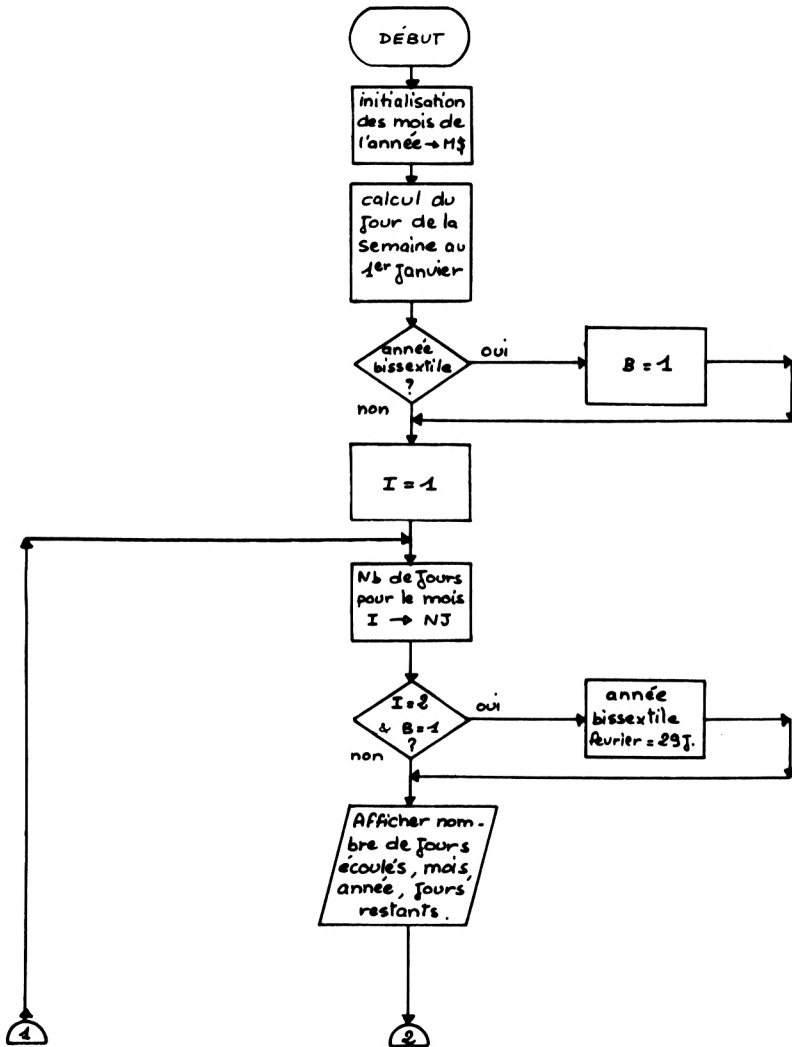 DÉBUT
initialisation
des mois de
l'année → M$
calcul du
Jour de la
Semaine au
1er Janvier
année
bissextile
?
oui
B = 1
non
I = 1
Nb de Jours
pour le mois
I → NJ
I = 2
& B = 1
?
oui
année
bissextile
février = 29J.
non
Afficher nom-
bre de Jours
écoulés, mois,
année, Jours
restants.
1
2